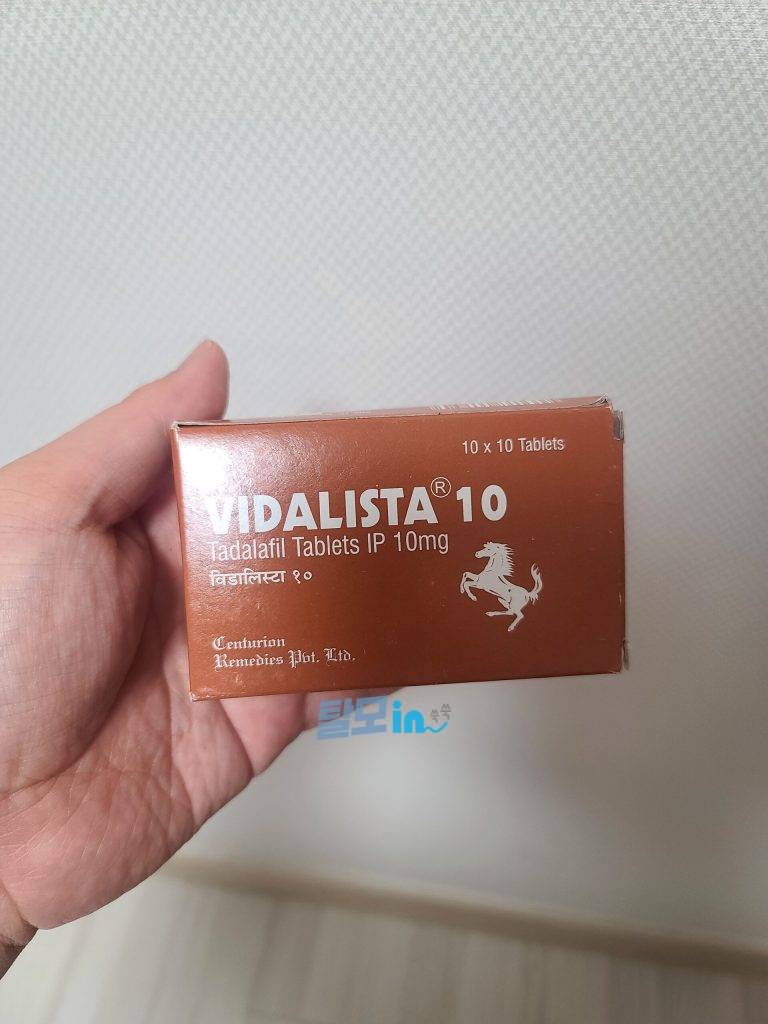 10 x 10 Tablets
VIDALISTA® 10
Tadalafil Tablets IP 10mg
विडालिस्टा १०
Centurion
Remedies Pvt. Ltd.
탈모in